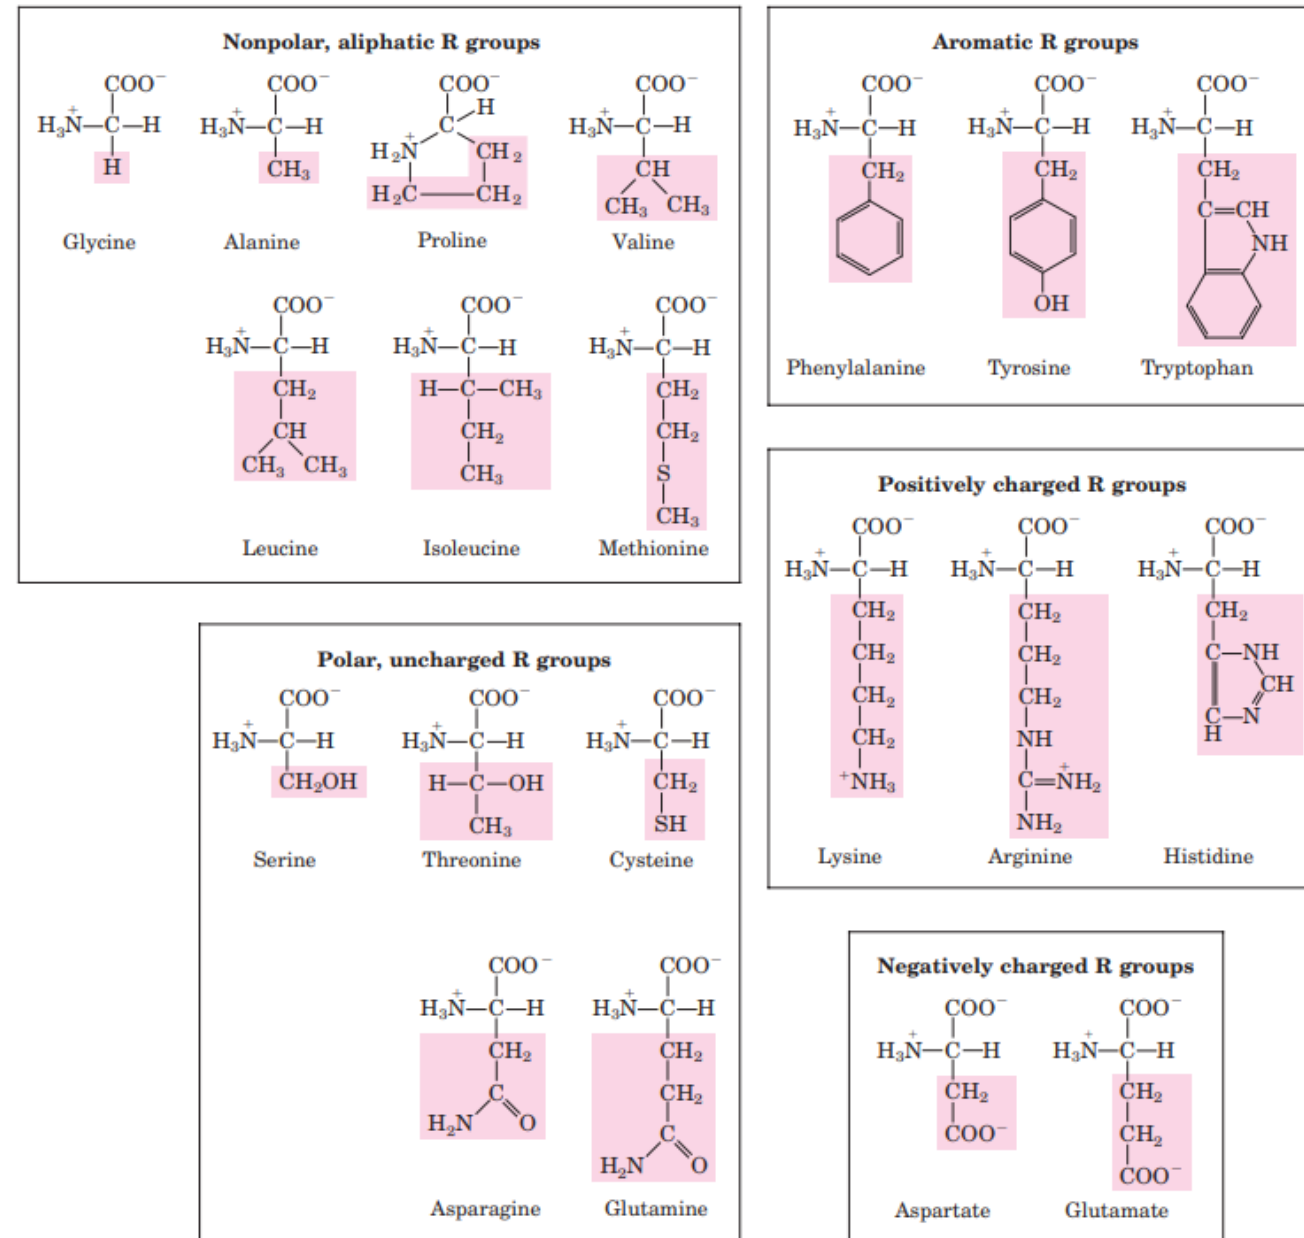 Nonpolar, aliphatic R groups
COO⁻ COO⁻ COO⁻ COO⁻
H₃N⁺—C—H H₃N⁺—C—H H₂N⁺ C H H₃N⁺—C—H
H CH₃ CH₂ CH
H₂C—CH₂ CH₃ CH₃
Glycine Alanine Proline Valine
COO⁻ COO⁻ COO⁻
H₃N⁺—C—H H₃N⁺—C—H H₃N⁺—C—H
CH₂ H—C—CH₃ CH₂
CH CH₂ CH₂
CH₃ CH₃ CH₃ S
CH₃
Leucine Isoleucine Methionine
Aromatic R groups
COO⁻ COO⁻ COO⁻
H₃N⁺—C—H H₃N⁺—C—H H₃N⁺—C—H
CH₂ CH₂ CH₂
C=CH
NH
OH
Phenylalanine Tyrosine Tryptophan
Positively charged R groups
COO⁻ COO⁻ COO⁻
H₃N⁺—C—H H₃N⁺—C—H H₃N⁺—C—H
CH₂ CH₂ CH₂
CH₂ CH₂ C—NH
CH
CH₂ CH₂ C—N
CH₂ NH H
⁺NH₃ C=N⁺H₂
NH₂
Lysine Arginine Histidine
Polar, uncharged R groups
COO⁻ COO⁻ COO⁻
H₃N⁺—C—H H₃N⁺—C—H H₃N⁺—C—H
CH₂OH H—C—OH CH₂
CH₃ SH
Serine Threonine Cysteine
COO⁻ COO⁻
H₃N⁺—C—H H₃N⁺—C—H
CH₂ CH₂
C CH₂
H₂N O C
H₂N O
Asparagine Glutamine
Negatively charged R groups
COO⁻ COO⁻
H₃N⁺—C—H H₃N⁺—C—H
CH₂ CH₂
COO⁻ CH₂
COO⁻
Aspartate Glutamate